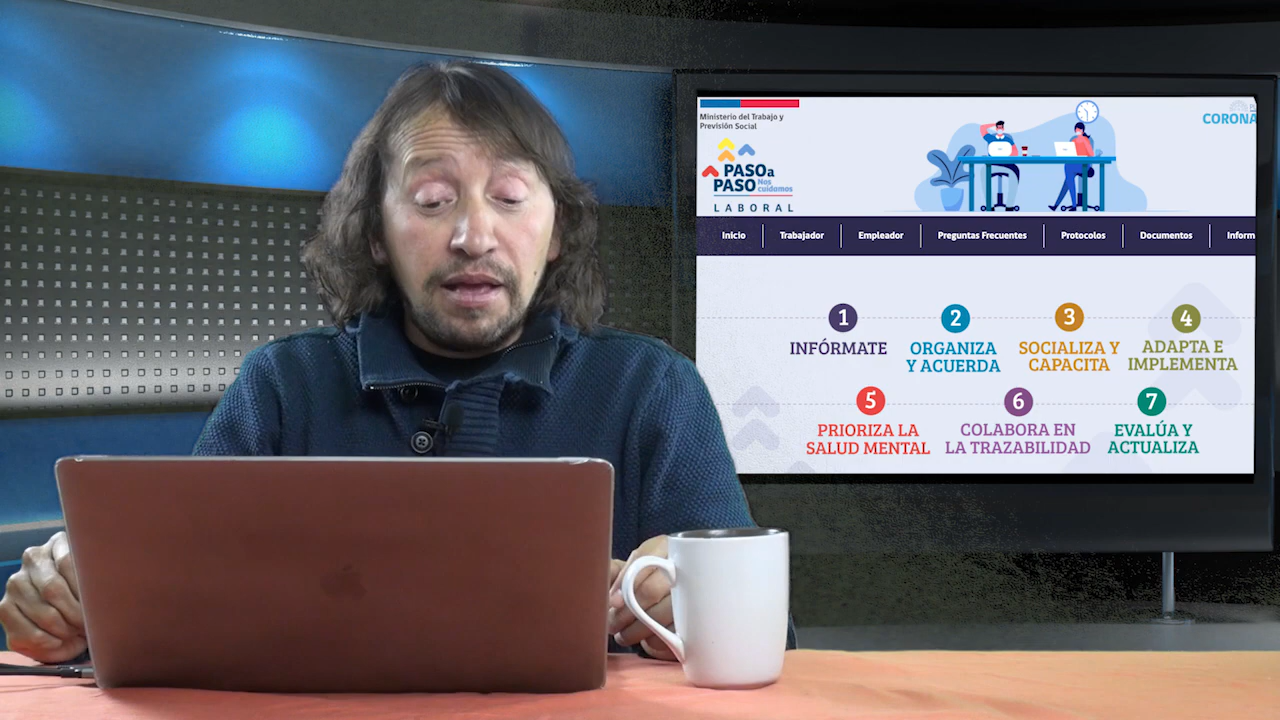 Ministerio del Trabajo y
Previsión Social
PASO a
PASO Nos
cuidamos
LABORAL
CORONA
Inicio
Trabajador
Empleador
Preguntas Frecuentes
Protocolos
Documentos
Inform
1
INFÓRMATE
2
ORGANIZA
Y ACUERDA
3
SOCIALIZA Y
CAPACITA
4
ADAPTA E
IMPLEMENTA
5
PRIORIZA LA
SALUD MENTAL
6
COLABORA EN
LA TRAZABILIDAD
7
EVALÚA Y
ACTUALIZA